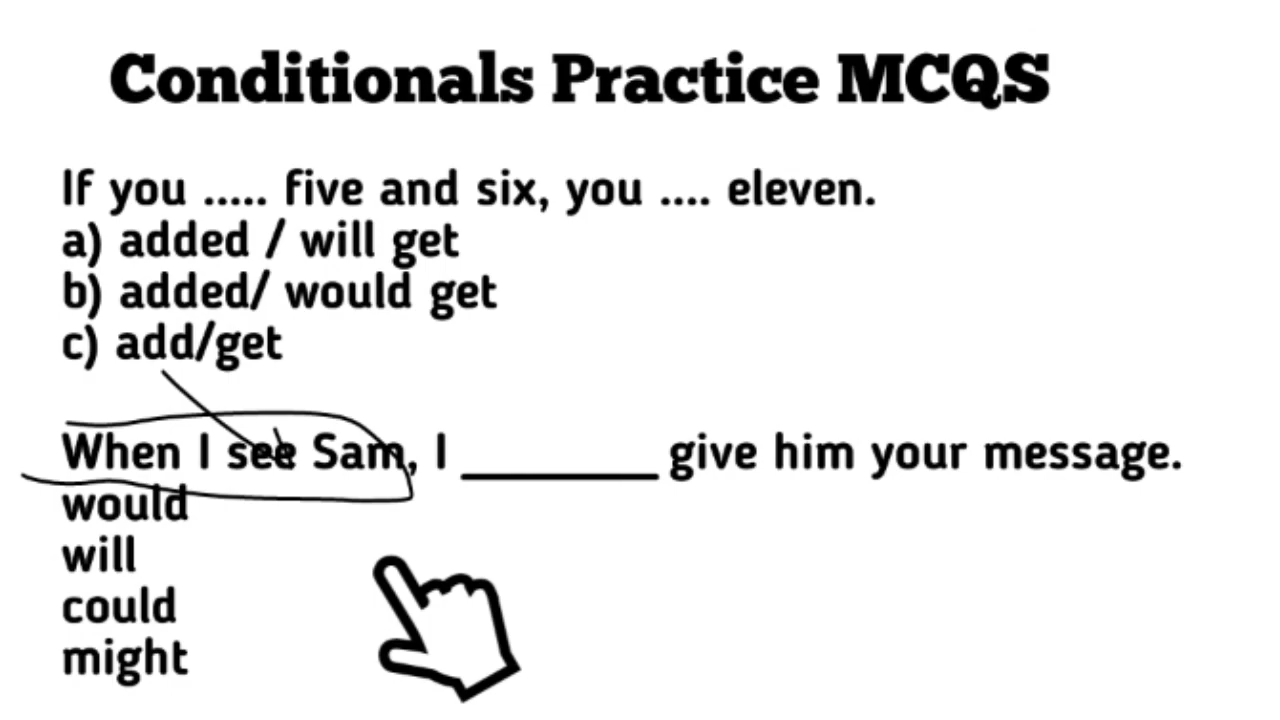 Conditionals Practice MCQS
If you ..... five and six, you .... eleven.
a) added / will get
b) added/ would get
c) add/get
When I see Sam, I ________ give him your message.
would
will
could
might